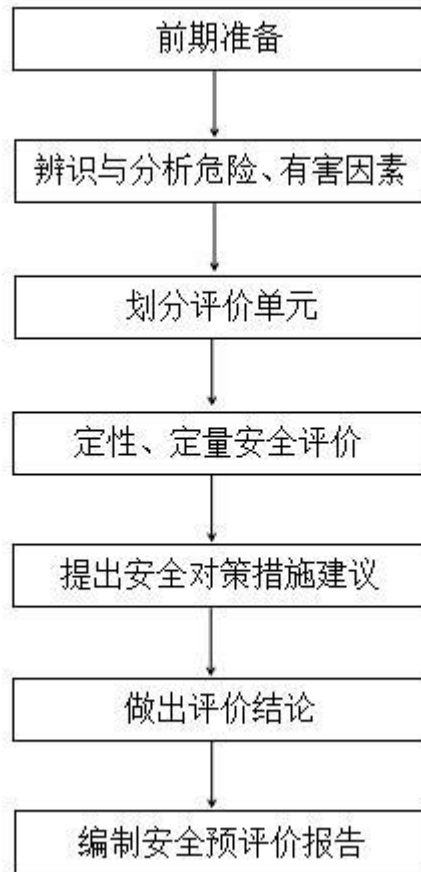 前期准备
辨识与分析危险、有害因素
划分评价单元
定性、定量安全评价
提出安全对策措施建议
做出评价结论
编制安全预评价报告